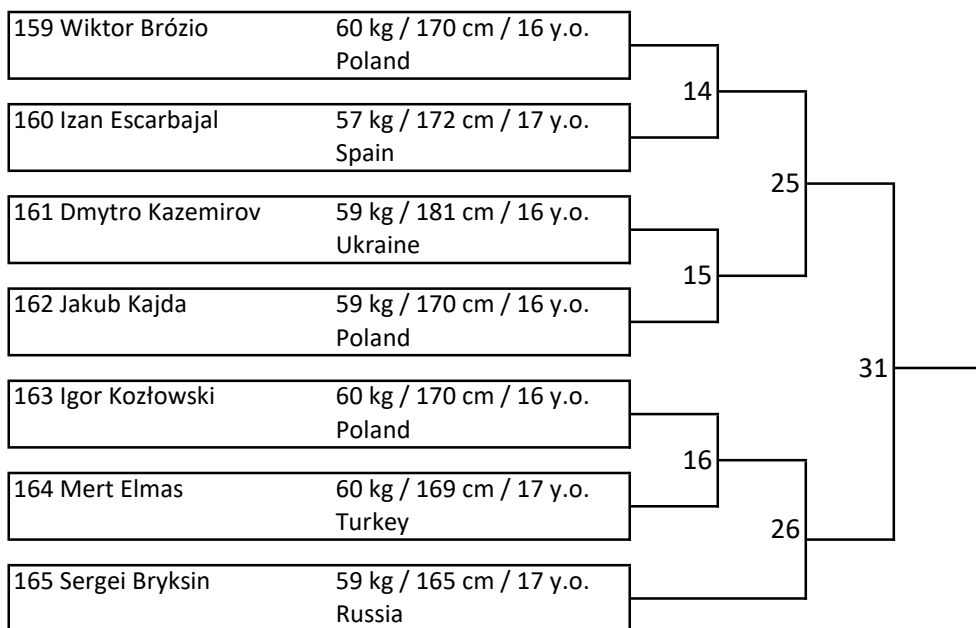 159 Wiktor Brózio 60 kg / 170 cm / 16 y.o.
Poland
14
160 Izan Escarbajal 57 kg / 172 cm / 17 y.o.
Spain
25
161 Dmytro Kazemirov 59 kg / 181 cm / 16 y.o.
Ukraine
15
162 Jakub Kajda 59 kg / 170 cm / 16 y.o.
Poland
31
163 Igor Kozłowski 60 kg / 170 cm / 16 y.o.
Poland
16
164 Mert Elmas 60 kg / 169 cm / 17 y.o.
Turkey
26
165 Sergei Bryksin 59 kg / 165 cm / 17 y.o.
Russia